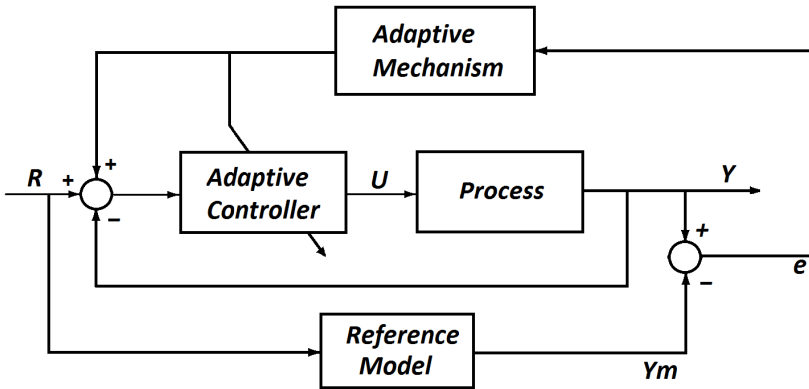 Adaptive
Mechanism
+
R
+
−
Adaptive
Controller
U
Process
Y
+
−
e
Reference
Model
Ym